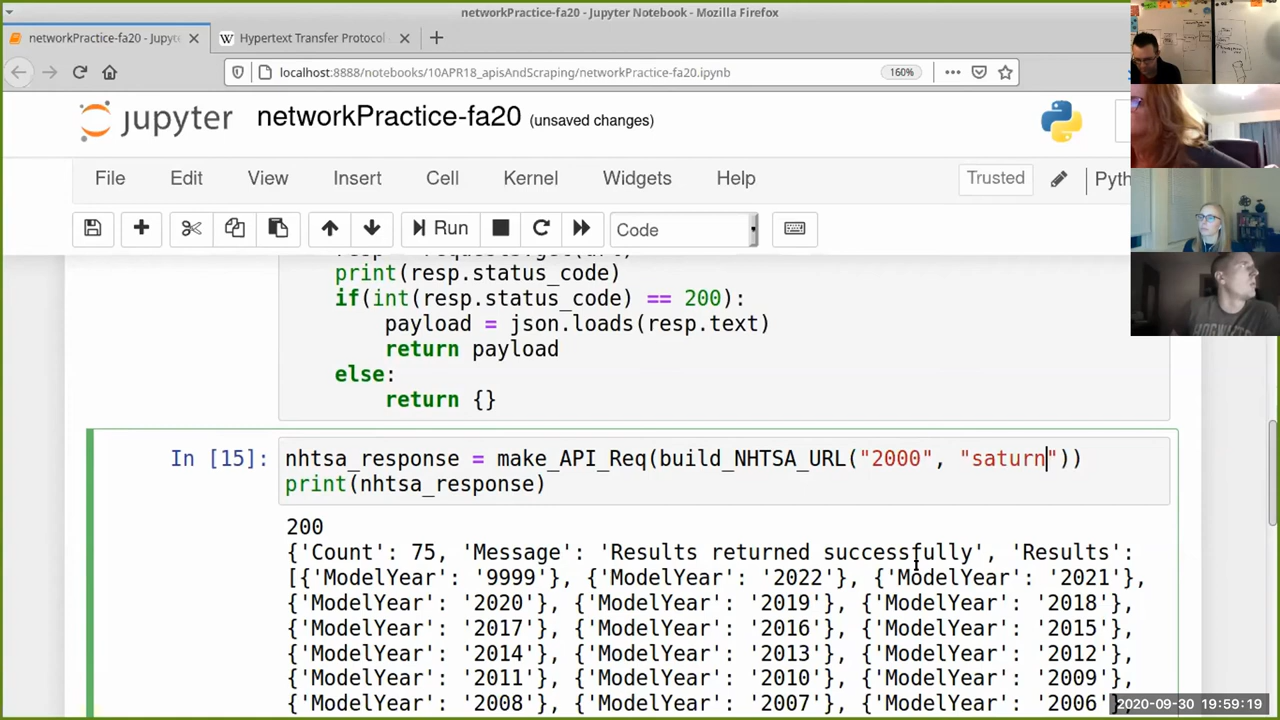 networkPractice-fa20 - Jupyter Notebook - Mozilla Firefox
networkPractice-fa20 - Jupyte
Hypertext Transfer Protocol
localhost:8888/notebooks/101PR18_apisAndScraping/networkPractice-fa20.ipynb
160%
jupyter
networkPractice-fa20 (unsaved changes)
File Edit View Insert Cell Kernel Widgets Help
Trusted
Pyth
Run
Code
print(resp.status_code)
if(int(resp.status_code) == 200):
payload = json.loads(resp.text)
return payload
else:
return {}
In [15]: nhtsa_response = make_API_Req(build_NHTSA_URL("2000", "saturn"))
print(nhtsa_response)
200
{'Count': 75, 'Message': 'Results returned successfully', 'Results':
[{'ModelYear': '9999'}, {'ModelYear': '2022'}, {'ModelYear': '2021'},
{'ModelYear': '2020'}, {'ModelYear': '2019'}, {'ModelYear': '2018'},
{'ModelYear': '2017'}, {'ModelYear': '2016'}, {'ModelYear': '2015'},
{'ModelYear': '2014'}, {'ModelYear': '2013'}, {'ModelYear': '2012'},
{'ModelYear': '2011'}, {'ModelYear': '2010'}, {'ModelYear': '2009'},
{'ModelYear': '2008'}, {'ModelYear': '2007'}, {'ModelYear': '2006'},
2020-09-30 19:59:19